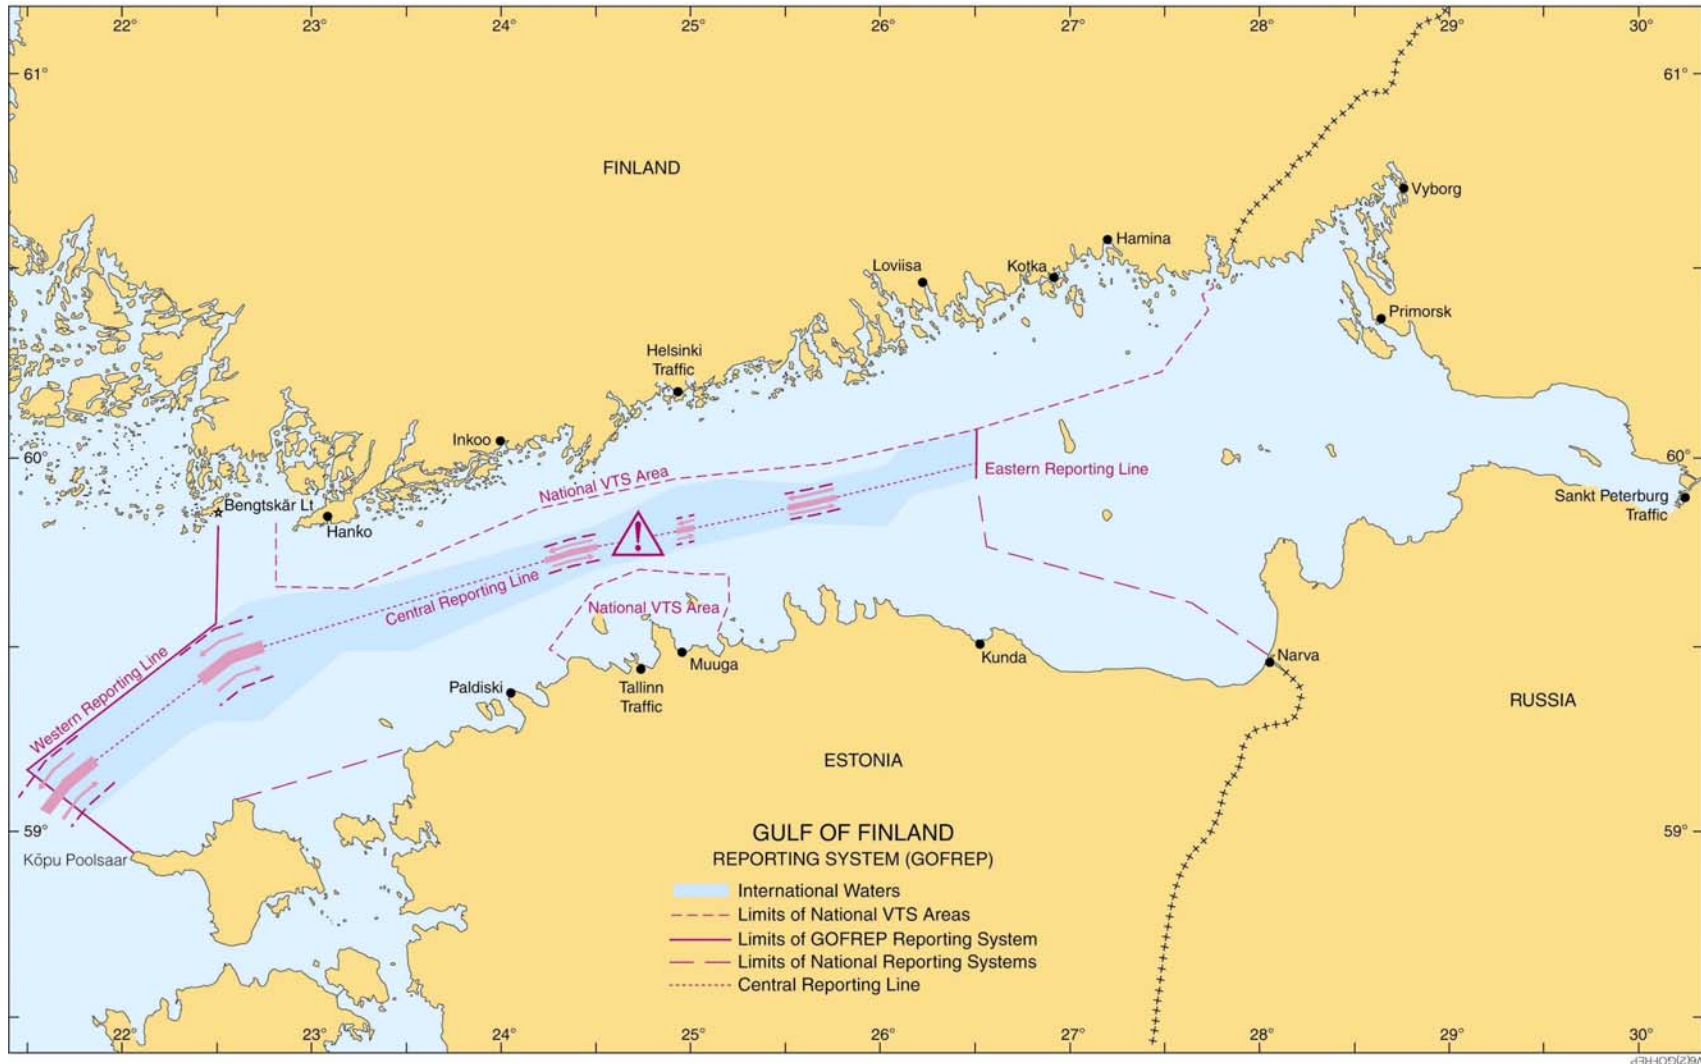 22°
23°
24°
25°
26°
27°
28°
29°
30°
61°
61°
FINLAND
Vyborg
Hamina
Loviisa
Kotka
Primorsk
Helsinki
Traffic
Inkoo
60°
60°
National VTS Area
Eastern Reporting Line
Sankt Peterburg
Traffic
Bengtskär Lt
Hanko
!
Central Reporting Line
National VTS Area
Western Reporting Line
Kunda
Narva
Muuga
Paldiski
Tallinn
Traffic
RUSSIA
ESTONIA
59°
59°
Kõpu Poolsaar
GULF OF FINLAND
REPORTING SYSTEM (GOFREP)
International Waters
Limits of National VTS Areas
Limits of GOFREP Reporting System
Limits of National Reporting Systems
Central Reporting Line
22°
23°
24°
25°
26°
27°
28°
29°
30°